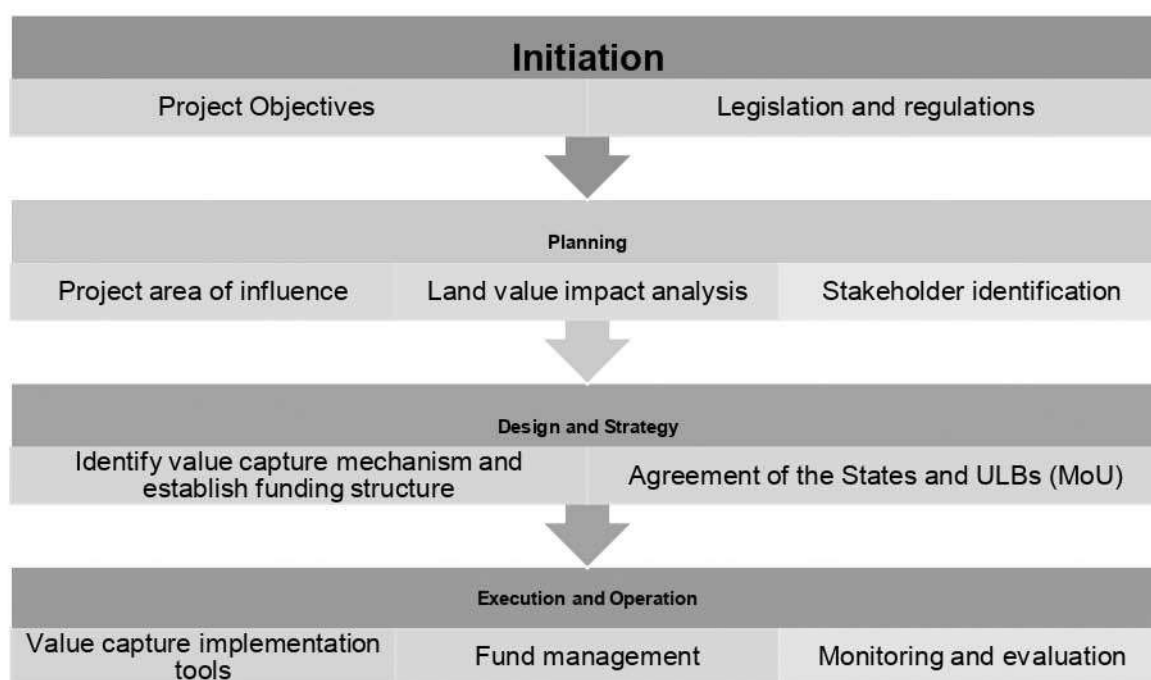 Initiation
Project Objectives
Legislation and regulations
Planning
Project area of influence
Land value impact analysis
Stakeholder identification
Design and Strategy
Identify value capture mechanism and
establish funding structure
Agreement of the States and ULBs (MoU)
Execution and Operation
Value capture implementation
tools
Fund management
Monitoring and evaluation